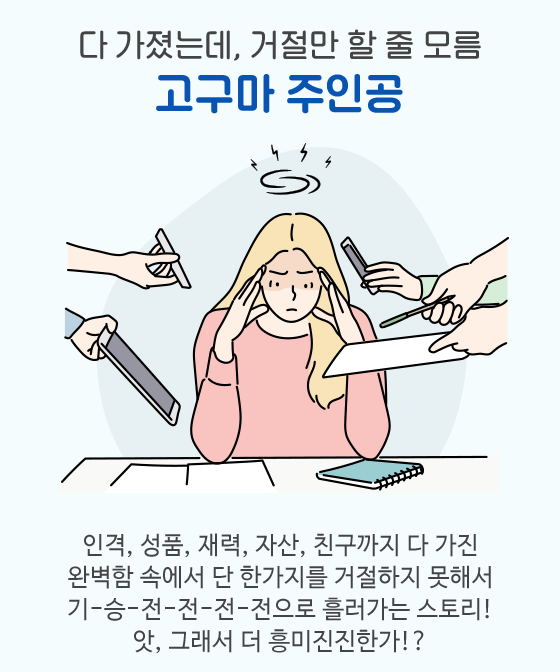 다 가졌는데, 거절만 할 줄 모름
고구마 주인공
인격, 성품, 재력, 자산, 친구까지 다 가진
완벽함 속에서 단 한가지를 거절하지 못해서
기-승-전-전-전-전으로 흘러가는 스토리!
앗, 그래서 더 흥미진진한가!?